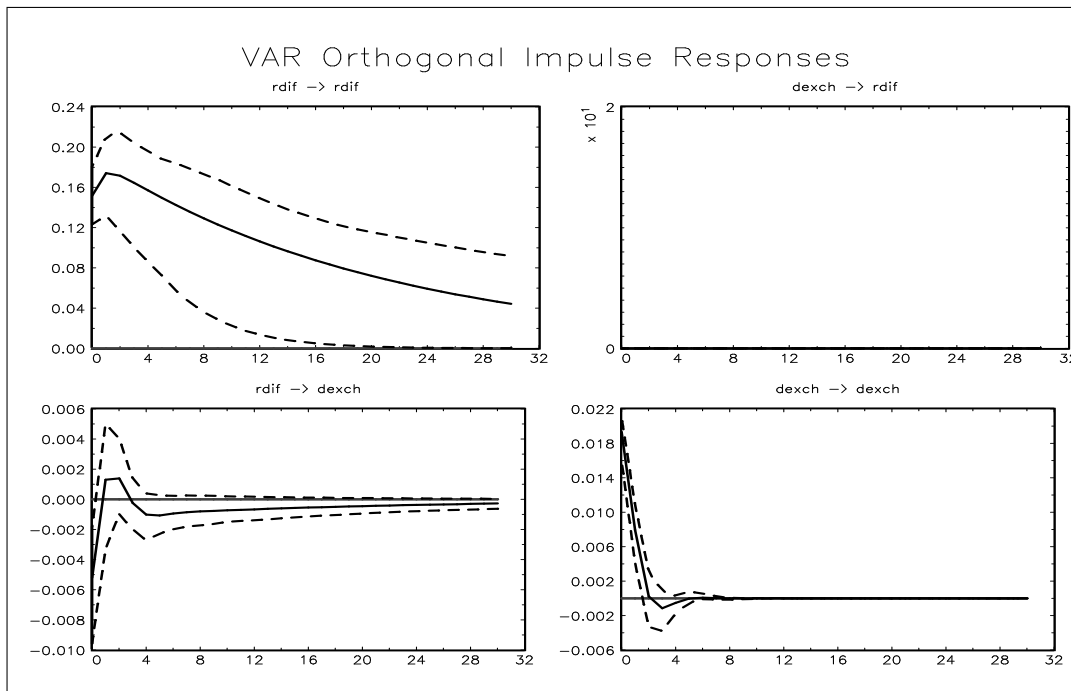 VAR Orthogonal Impulse Responses
rdif -> rdif
0.24
0.20
0.16
0.12
0.08
0.04
0.00
0 4 8 12 16 20 24 28 32
dexch -> rdif
x 10¹
2
0
0 4 8 12 16 20 24 28 32
rdif -> dexch
0.006
0.004
0.002
0.000
-0.002
-0.004
-0.006
-0.008
-0.010
0 4 8 12 16 20 24 28 32
dexch -> dexch
0.022
0.018
0.014
0.010
0.006
0.002
-0.002
-0.006
0 4 8 12 16 20 24 28 32